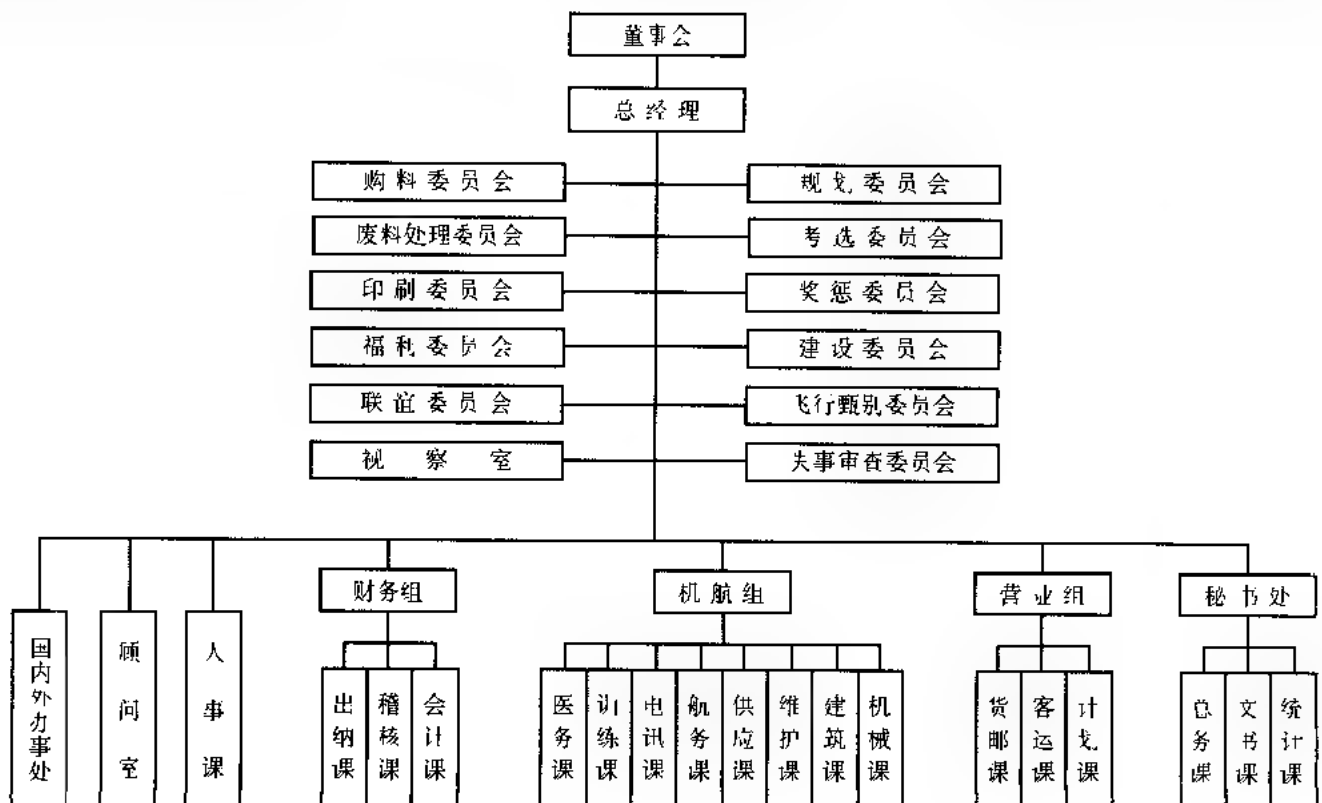 董事会
总经理
购料委员会
规划委员会
废料处理委员会
考选委员会
印刷委员会
奖惩委员会
福利委员会
建设委员会
联谊委员会
飞行甄别委员会
视察室
失事审查委员会
财务组
机航组
营业组
秘书处
国内外办事处
顾问室
人事课
出纳课
稽核课
会计课
医务课
训练课
电讯课
航务课
供应课
维护课
建筑课
机械课
货邮课
客运课
计划课
总务课
文书课
统计课